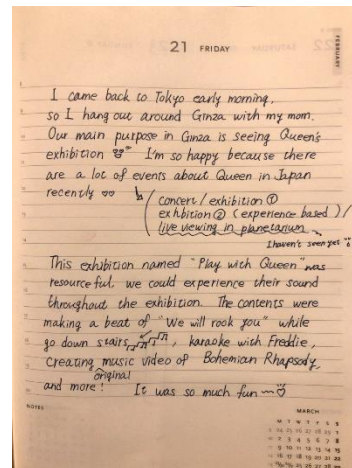 21 FRIDAY
FEBRUARY
I came back to Tokyo early morning,
so I hang out around Ginza with my mom.
Our main purpose in Ginza is seeing Queen's
exhibition I'm so happy because there
are a lot of events about Queen in Japan
recently
concert / exhibition ①
exhbition ② (experience based) /
live viewing in planetarium
I haven't seen yet
This exhibition named "Play with Queen" was
resourceful. we could experience their sound
throughout the exhibition. The contents were
making a beat of "We will rook you" while
go down stairs, karaoke with Freddie,
creating music video of Bohemian Rhapsody,
original
and more! It was so much fun
NOTES
MARCH
M T W T F S S